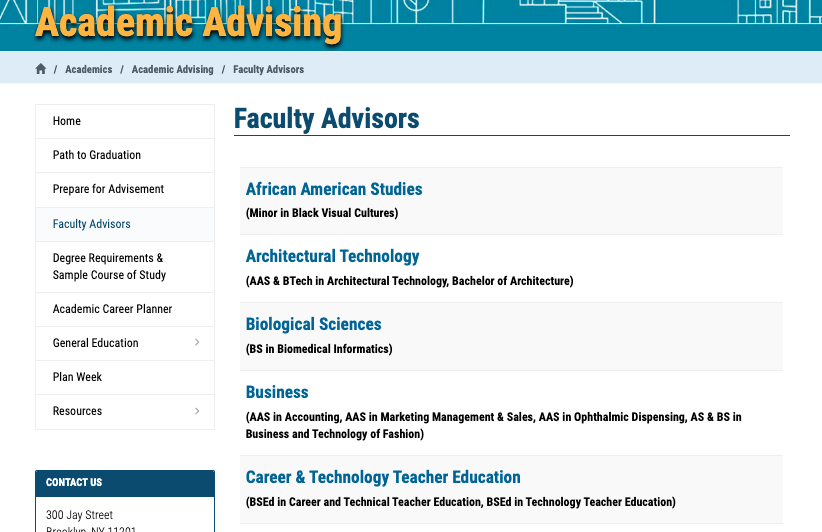 Academic Advising
/ Academics / Academic Advising / Faculty Advisors
Home
Path to Graduation
Prepare for Advisement
Faculty Advisors
Degree Requirements &
Sample Course of Study
Academic Career Planner
General Education
Plan Week
Resources
CONTACT US
300 Jay Street
Brooklyn, NY 11201
Faculty Advisors
African American Studies
(Minor in Black Visual Cultures)
Architectural Technology
(AAS & BTech in Architectural Technology, Bachelor of Architecture)
Biological Sciences
(BS in Biomedical Informatics)
Business
(AAS in Accounting, AAS in Marketing Management & Sales, AAS in Ophthalmic Dispensing, AS & BS in
Business and Technology of Fashion)
Career & Technology Teacher Education
(BSEd in Career and Technical Teacher Education, BSEd in Technology Teacher Education)